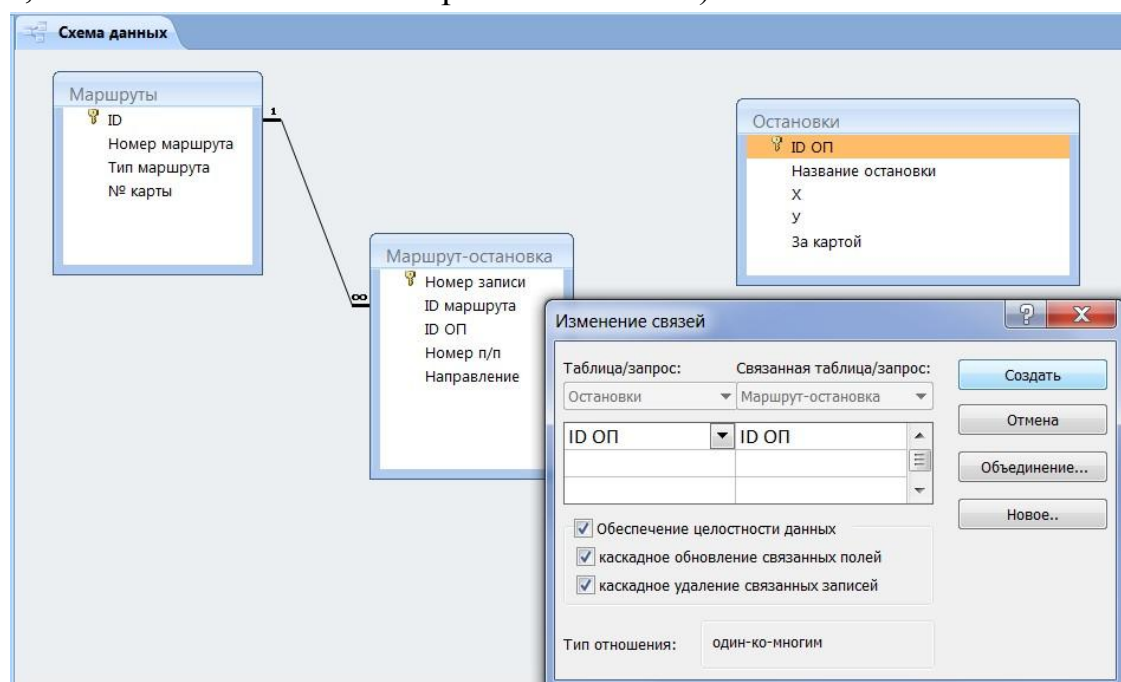 Схема данных
Маршруты
ID
Номер маршрута
Тип маршрута
№ карты
1
∞
Маршрут-остановка
Номер записи
ID маршрута
ID ОП
Номер п/п
Направление
Остановки
ID ОП
Название остановки
X
У
За картой
Изменение связей
Таблица/запрос: Связанная таблица/запрос:
Остановки Маршрут-остановка
ID ОП ID ОП
Обеспечение целостности данных
каскадное обновление связанных полей
каскадное удаление связанных записей
Тип отношения: один-ко-многим
Создать
Отмена
Объединение...
Новое..